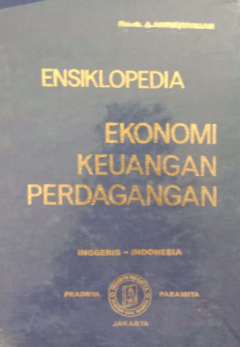 ENSIKLOPEDIA
EKONOMI
KEUANGAN
PERDAGANGAN
INGGERIS - INDONESIA
PRADNYA PARAMITA
JAKARTA